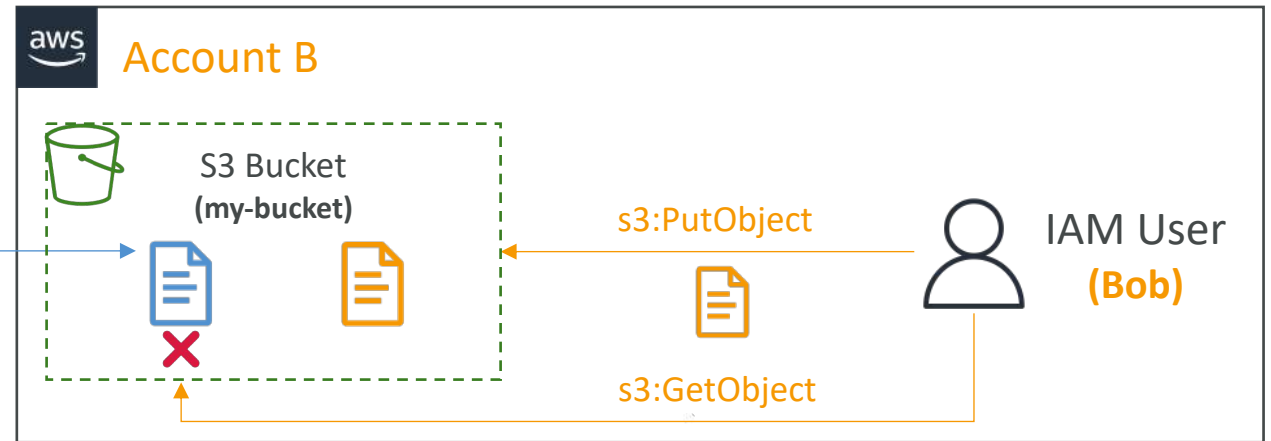 aws
Account B
S3 Bucket
(my-bucket)
s3:PutObject
IAM User
(Bob)
s3:GetObject